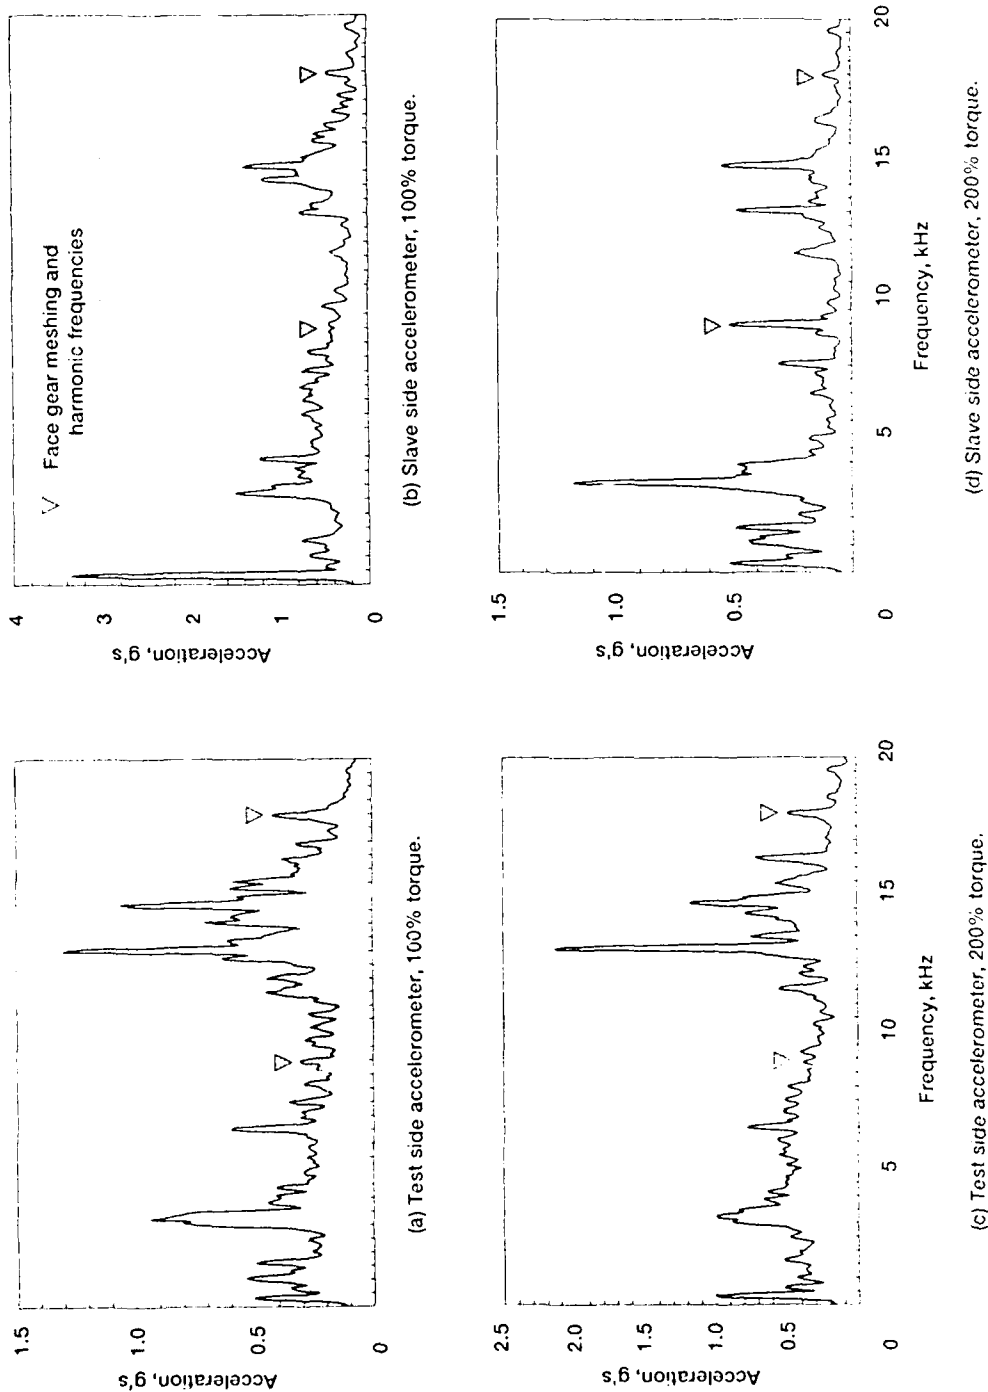 Acceleration, g's
1.5
1.0
0.5
0
(a) Test side accelerometer, 100% torque.
Acceleration, g's
4
3
2
1
0
Face gear meshing and
harmonic frequencies
(b) Slave side accelerometer, 100% torque.
Acceleration, g's
2.5
2.0
1.5
1.0
0.5
0
5
10
15
20
Frequency, kHz
(c) Test side accelerometer, 200% torque.
Acceleration, g's
1.5
1.0
0.5
0
5
10
15
20
Frequency, kHz
(d) Slave side accelerometer, 200% torque.